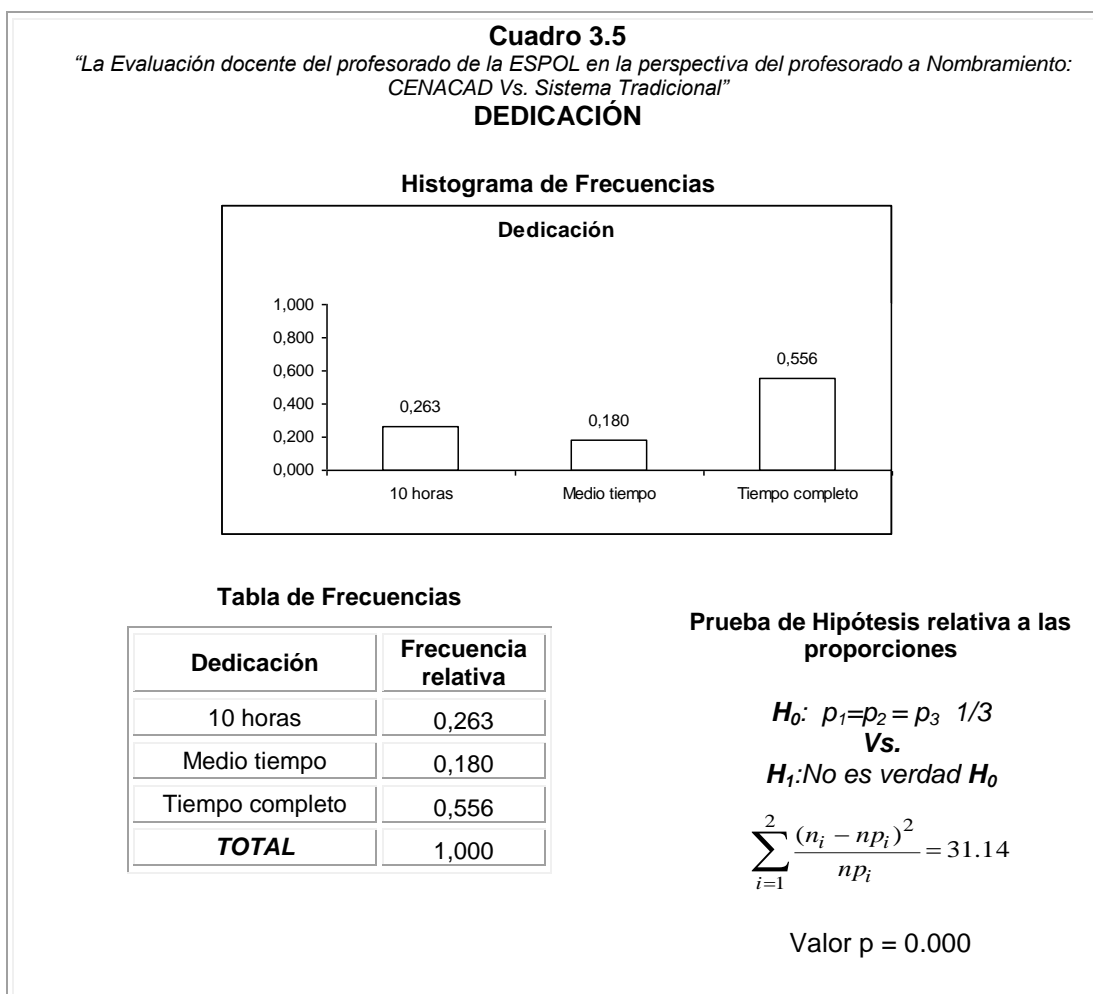 Cuadro 3.5
“La Evaluación docente del profesorado de la ESPOL en la perspectiva del profesorado a Nombramiento:
CENACAD Vs. Sistema Tradicional”
DEDICACIÓN
Histograma de Frecuencias
Dedicación
1,000
0,800
0,600
0,400
0,200
0,000
0,263
0,180
0,556
10 horas
Medio tiempo
Tiempo completo
Tabla de Frecuencias
Dedicación Frecuencia relativa
10 horas 0,263
Medio tiempo 0,180
Tiempo completo 0,556
TOTAL 1,000
Prueba de Hipótesis relativa a las
proporciones
H₀: p₁=p₂ = p₃ 1/3
Vs.
H₁:No es verdad H₀
∑_{i=1}^{2} (n_i − np_i)² / np_i = 31.14
Valor p = 0.000